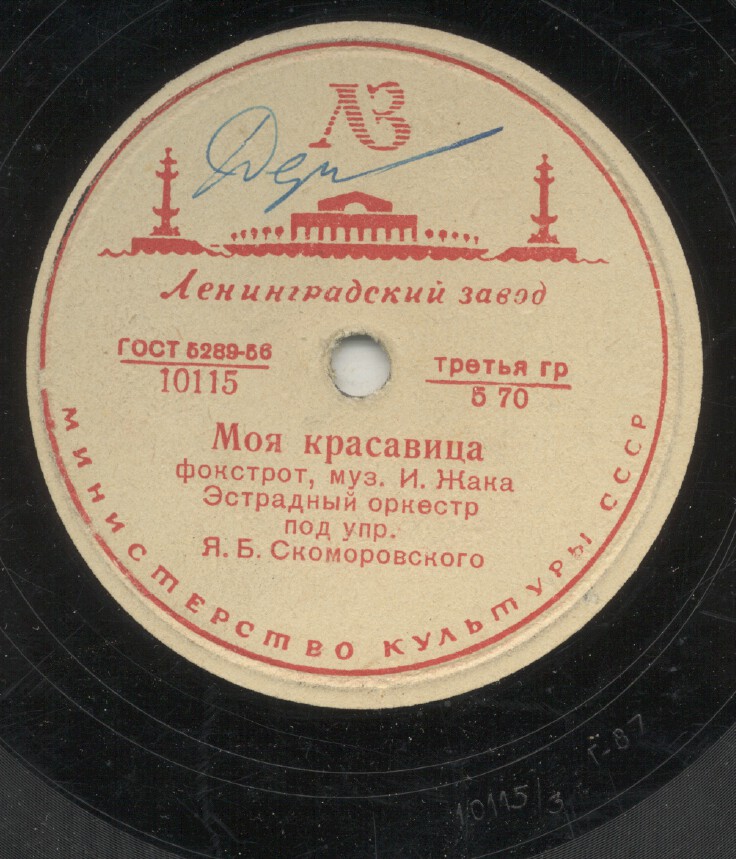 ЛЗ
Ленинградский завод
ГОСТ 5289-56
10115
третья гр
Б 70
Моя красавица
фокстрот, муз. И. Жака
Эстрадный оркестр
под упр.
Я. Б. Скоморовского
МИНИСТЕРСТВО КУЛЬТУРЫ СССР
10115/3
Г-87